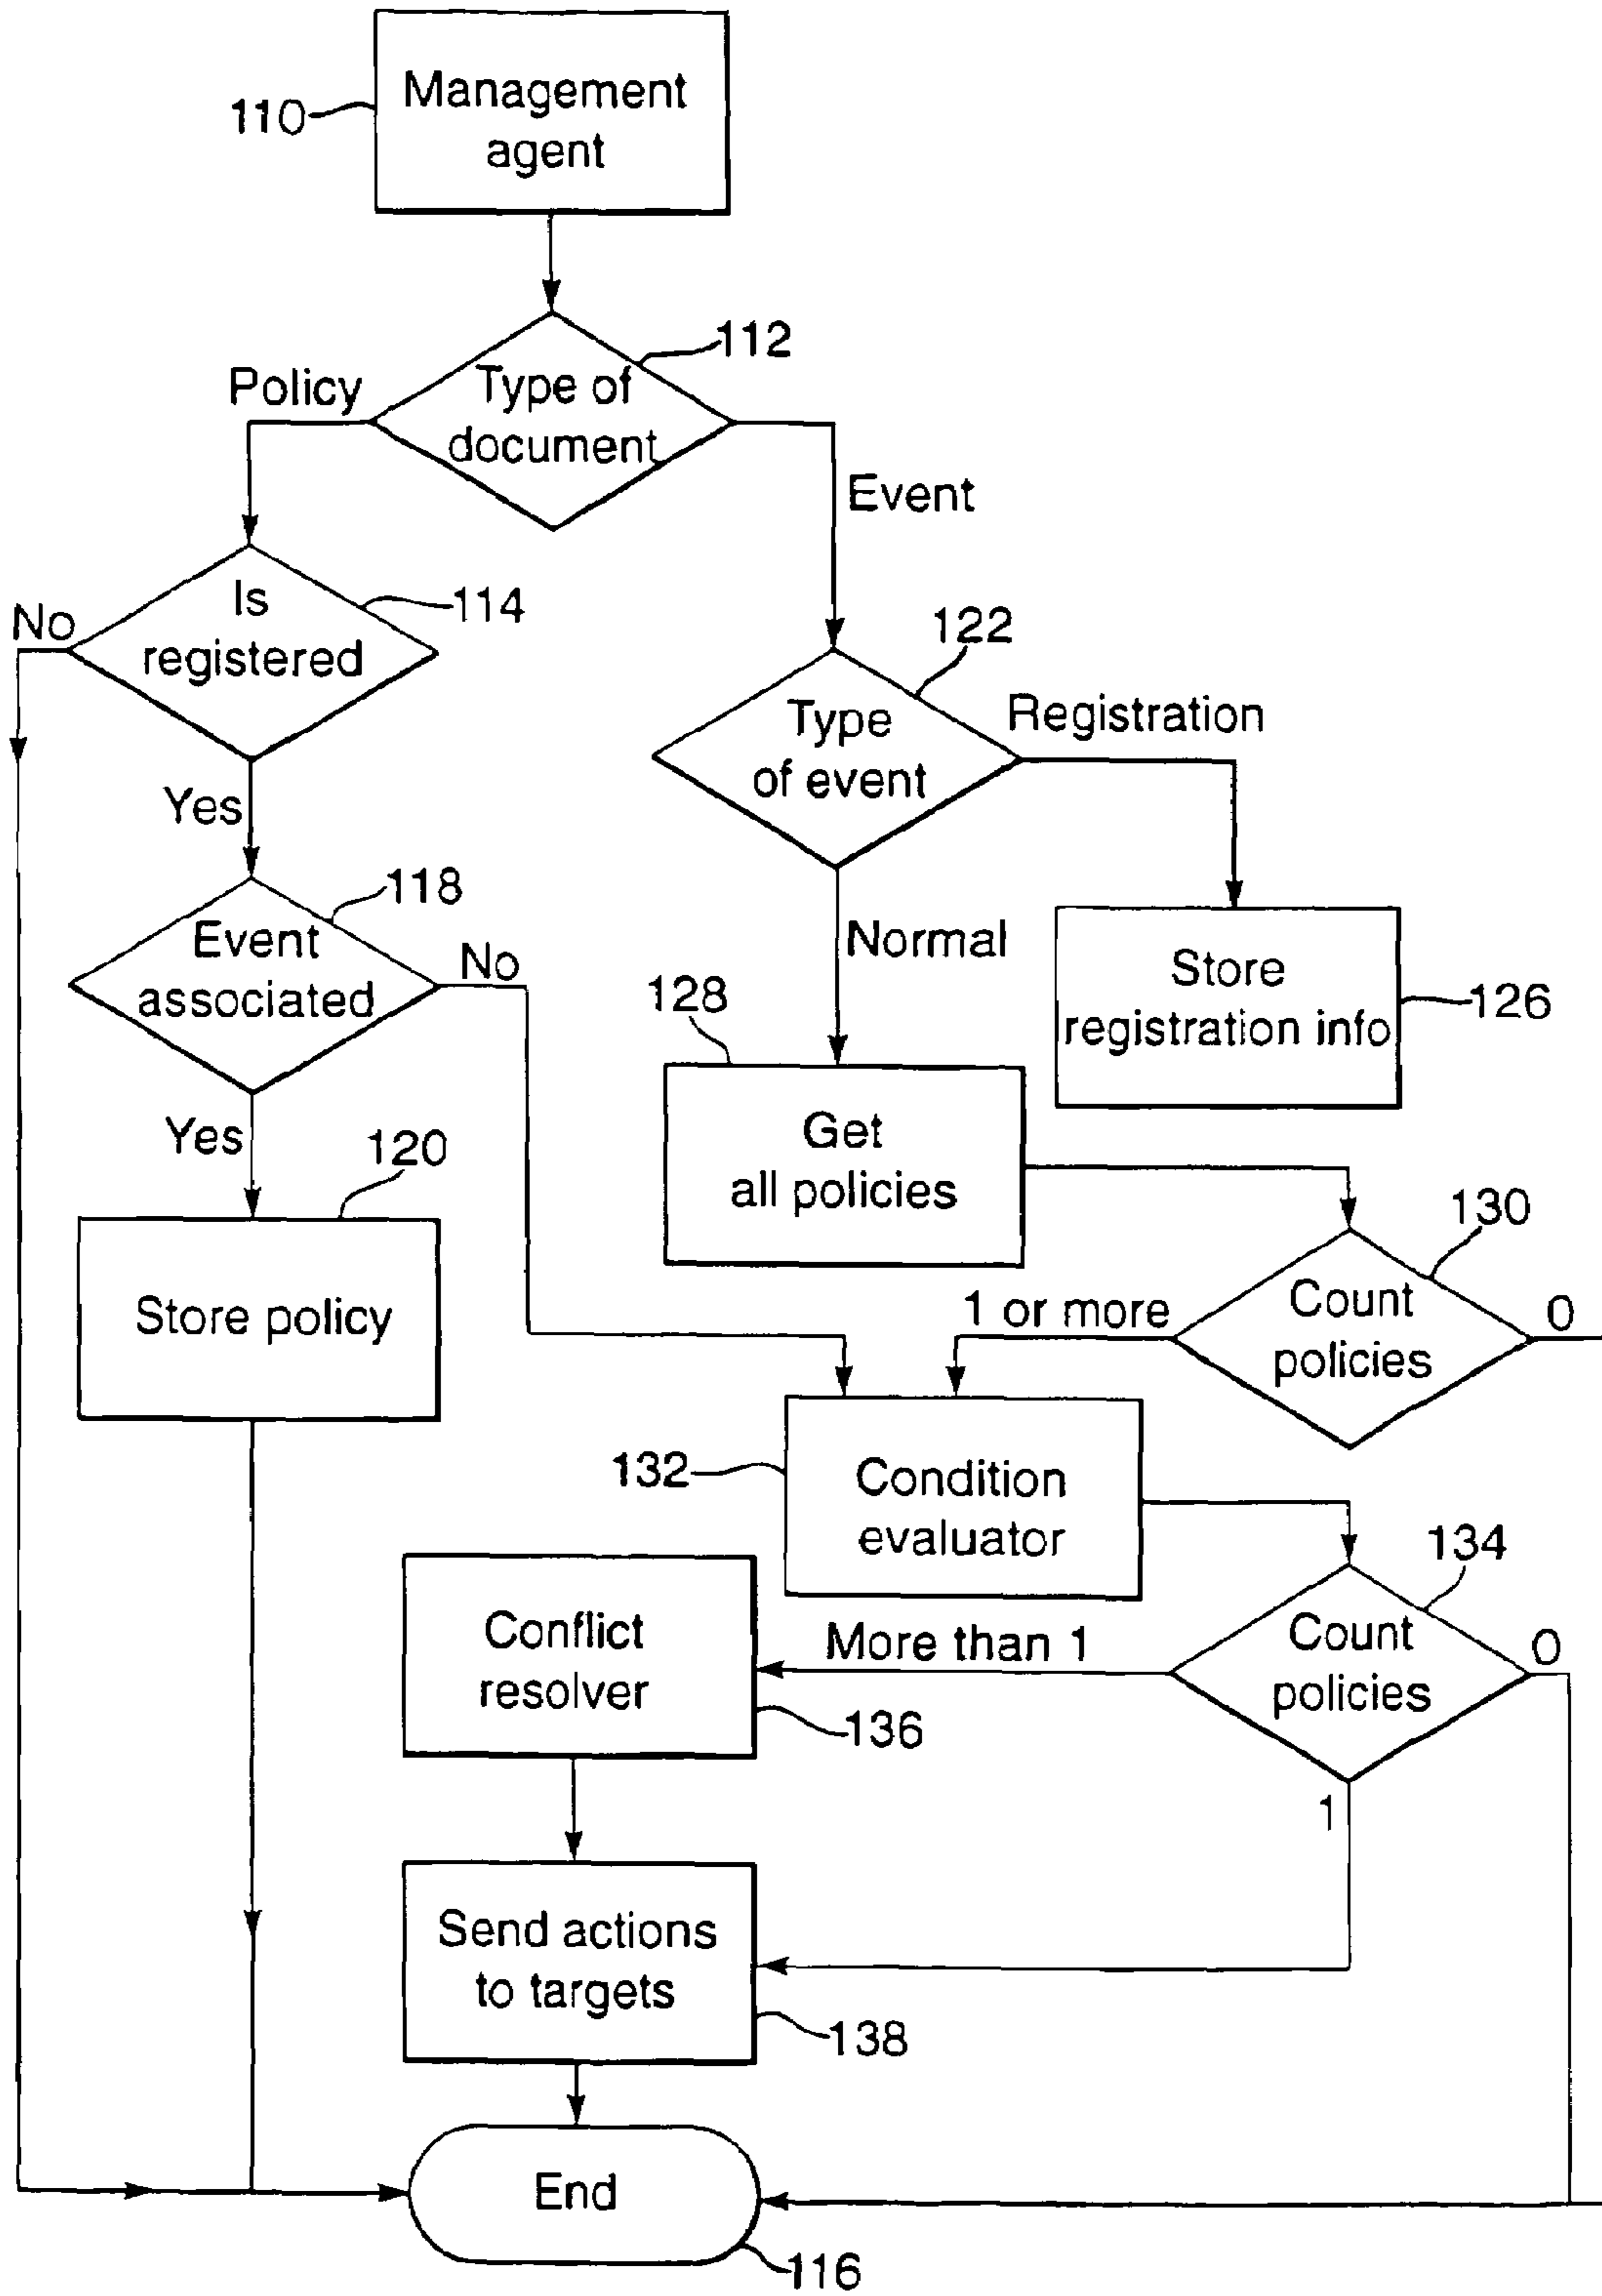 Management
agent
110
112
Type of
document
Policy
Event
Is
registered
114
No
Yes
122
Type
of event
Registration
Normal
118
Event
associated
No
Yes
Store
registration info
126
128
Get
all policies
120
Store policy
130
Count
policies
1 or more
0
132
Condition
evaluator
134
Count
policies
More than 1
0
1
Conflict
resolver
136
Send actions
to targets
138
End
116